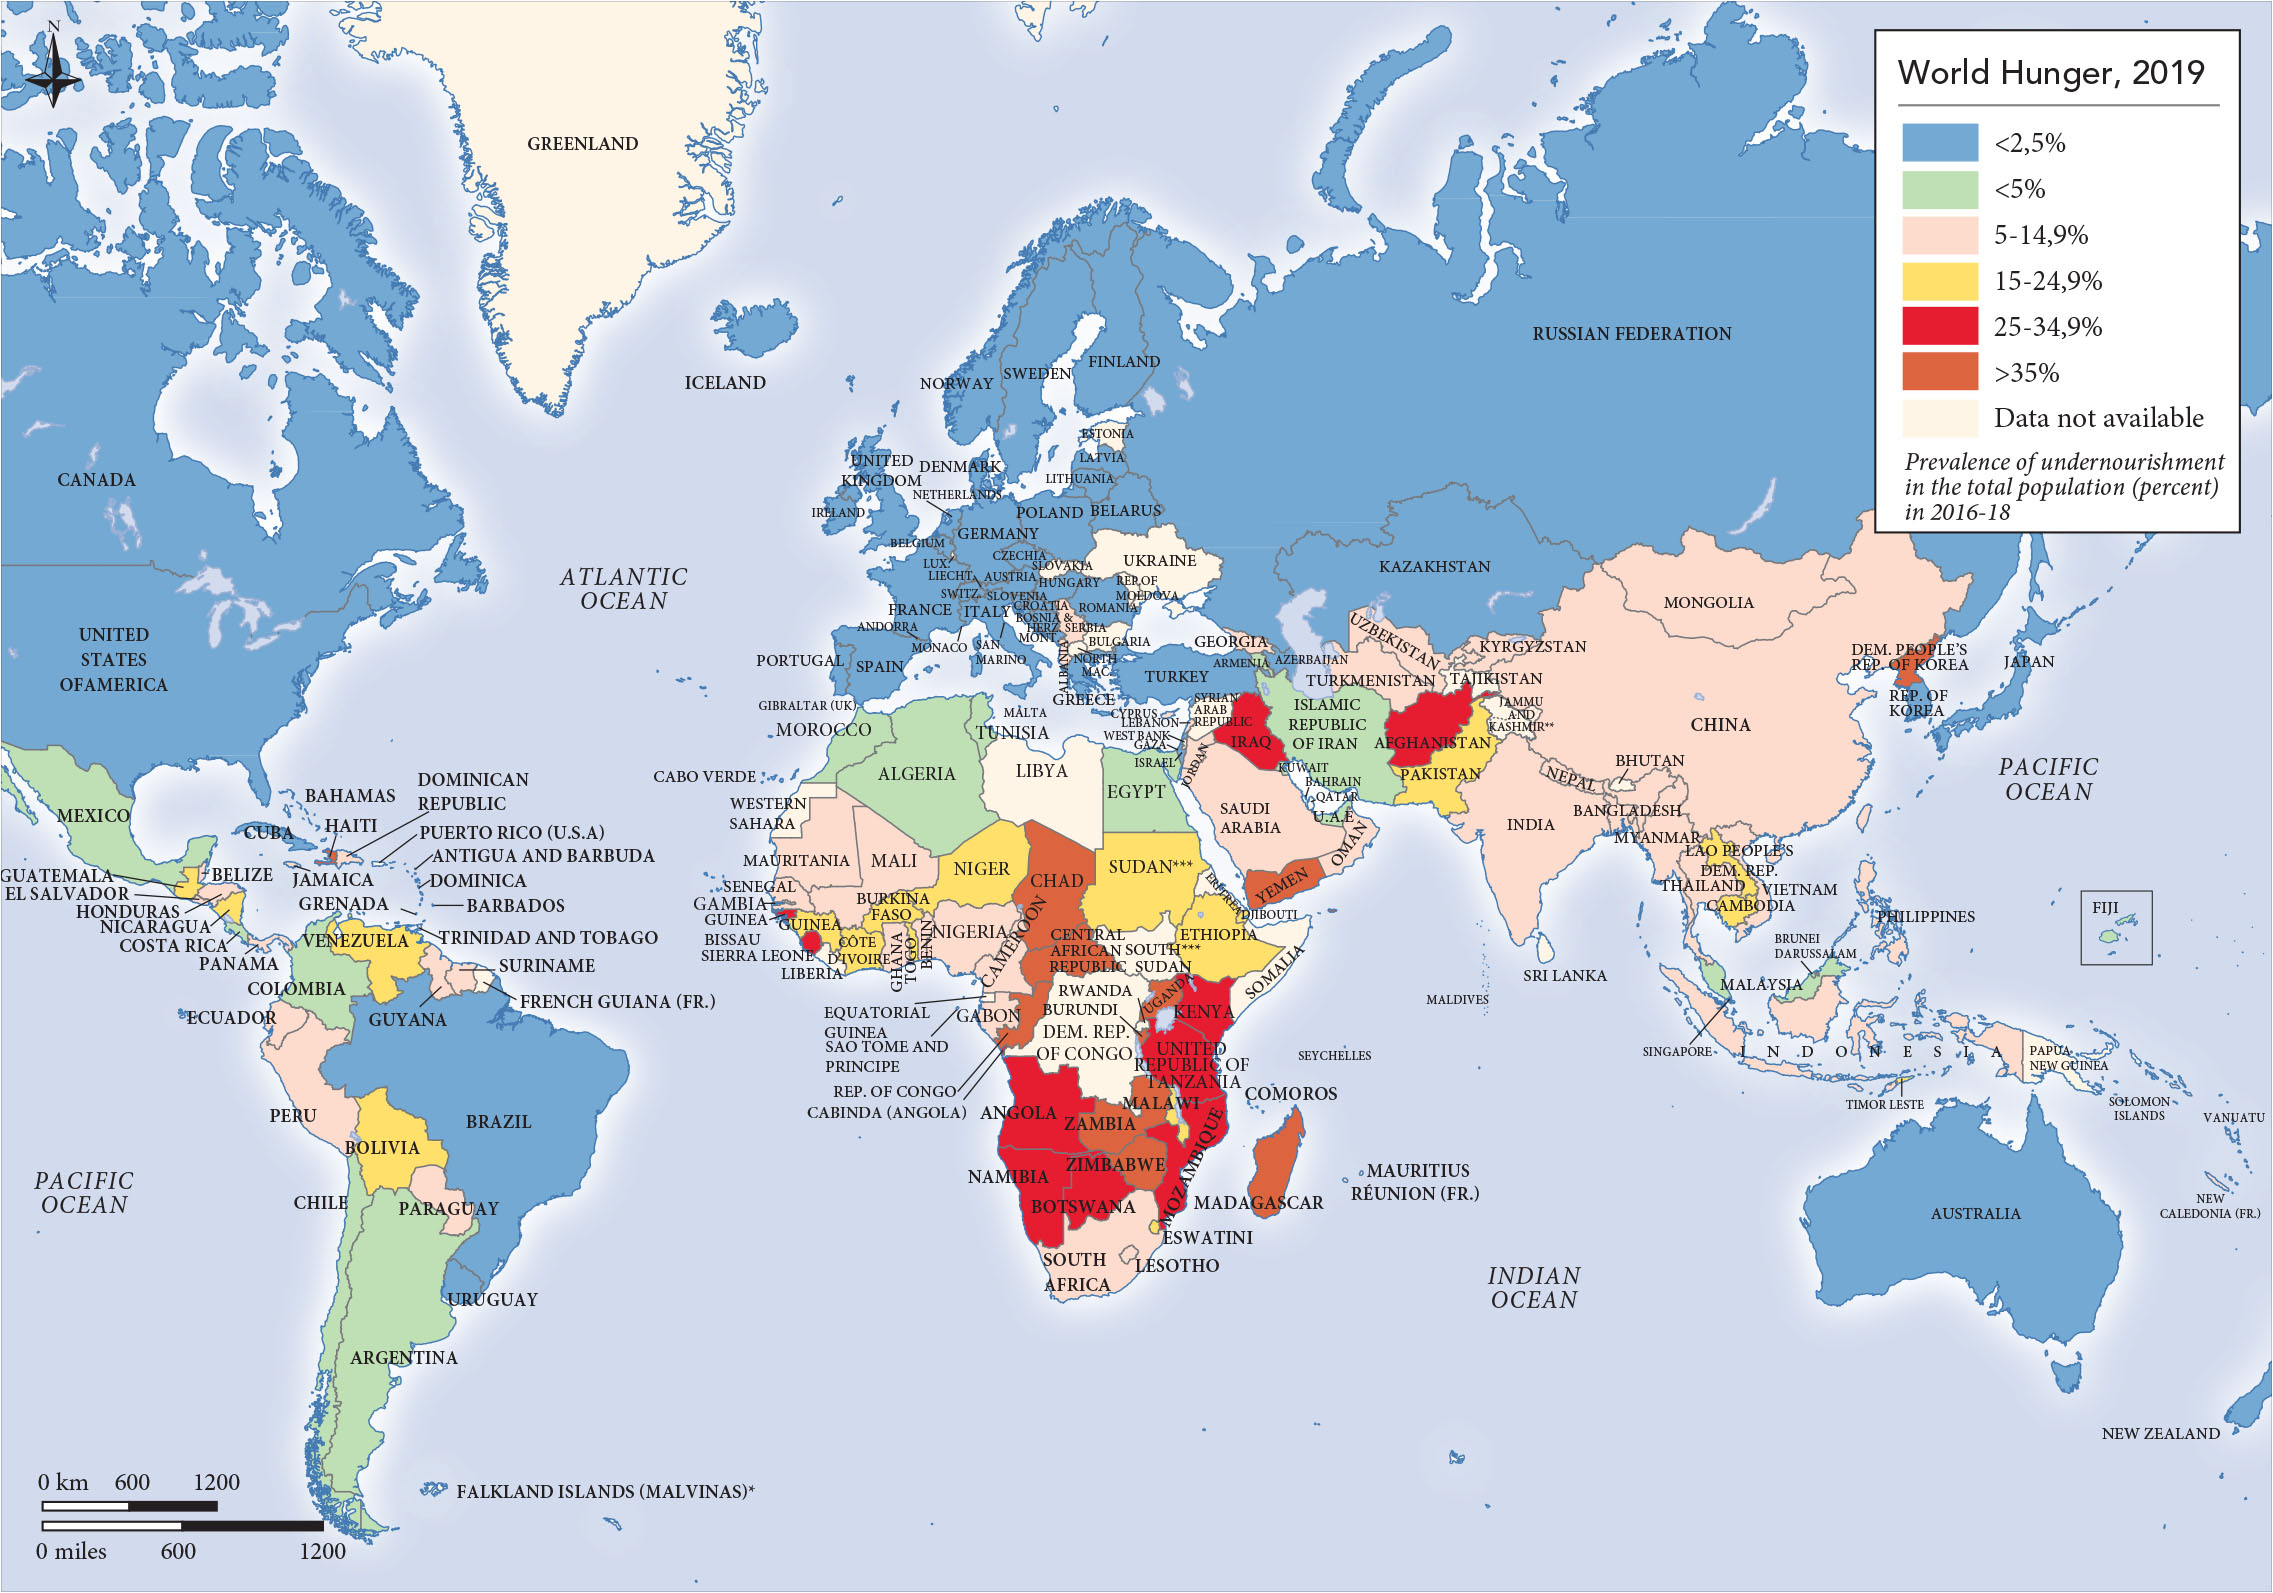 N
World Hunger, 2019
<2,5%
<5%
5-14,9%
15-24,9%
25-34,9%
>35%
Data not available
Prevalence of undernourishment
in the total population (percent)
in 2016-18
GREENLAND
ICELAND
RUSSIAN FEDERATION
NORWAY
SWEDEN
FINLAND
ESTONIA
LATVIA
LITHUANIA
UNITED
KINGDOM
DENMARK
NETHERLANDS
IRELAND
POLAND
BELARUS
GERMANY
BELGIUM
CZECHIA
LUX.
SLOVAKIA
UKRAINE
LIECHT.
AUSTRIA
HUNGARY
REP.OF
MOLDOVA
SWITZ.
SLOVENIA
FRANCE
ITALY
CROATIA
ROMANIA
BOSNIA &
HERZ.
SERBIA
ANDORRA
MONT.
BULGARIA
MONACO
SAN
MARINO
ALBANIA
NORTH
MAC.
PORTUGAL
SPAIN
GREECE
TURKEY
GEORGIA
ARMENIA
AZERBAIJAN
KAZAKHSTAN
UZBEKISTAN
TURKMENISTAN
KYRGYZSTAN
TAJIKISTAN
MONGOLIA
CHINA
DEM. PEOPLE'S
REP. OF KOREA
REP. OF
KOREA
JAPAN
CANADA
UNITED
STATES
OFAMERICA
ATLANTIC
OCEAN
PACIFIC
OCEAN
GIBRALTAR (UK)
MOROCCO
MALTA
TUNISIA
ALGERIA
LIBYA
EGYPT
CYPRUS
LEBANON
WEST BANK
GAZA
ISRAEL
SYRIAN
ARAB
REPUBLIC
JORDAN
IRAQ
ISLAMIC
REPUBLIC
OF IRAN
AFGHANISTAN
PAKISTAN
JAMMU
AND
KASHMIR**
KUWAIT
BAHRAIN
QATAR
U.A.E
SAUDI
ARABIA
OMAN
YEMEN
NEPAL
BHUTAN
BANGLADESH
INDIA
MYANMAR
LAO PEOPLE'S
DEM. REP.
THAILAND
VIETNAM
CAMBODIA
PHILIPPINES
SRI LANKA
MALDIVES
BRUNEI
DARUSSALAM
MALAYSIA
SINGAPORE
INDONESIA
TIMOR LESTE
PAPUA
NEW GUINEA
SOLOMON
ISLANDS
VANUATU
FIJI
NEW
CALEDONIA (FR.)
AUSTRALIA
NEW ZEALAND
INDIAN
OCEAN
MEXICO
BAHAMAS
CUBA
HAITI
DOMINICAN
REPUBLIC
PUERTO RICO (U.S.A)
ANTIGUA AND BARBUDA
DOMINICA
BARBADOS
JAMAICA
GRENADA
TRINIDAD AND TOBAGO
GUATEMALA
BELIZE
EL SALVADOR
HONDURAS
NICARAGUA
COSTA RICA
PANAMA
VENEZUELA
SURINAME
FRENCH GUIANA (FR.)
COLOMBIA
GUYANA
ECUADOR
PERU
BRAZIL
BOLIVIA
CHILE
PARAGUAY
URUGUAY
ARGENTINA
PACIFIC
OCEAN
FALKLAND ISLANDS (MALVINAS)*
CABO VERDE
WESTERN
SAHARA
MAURITANIA
MALI
NIGER
CHAD
SUDAN***
ERITREA
DJIBOUTI
SENEGAL
GAMBIA
GUINEA
BISSAU
GUINEA
SIERRA LEONE
LIBERIA
BURKINA
FASO
CÔTE
D'IVOIRE
GHANA
TOGO
BENIN
NIGERIA
CAMEROON
CENTRAL
AFRICAN
REPUBLIC
SOUTH***
SUDAN
ETHIOPIA
SOMALIA
EQUATORIAL
GUINEA
SAO TOME AND
PRINCIPE
GABON
REP. OF CONGO
CABINDA (ANGOLA)
RWANDA
BURUNDI
DEM. REP.
OF CONGO
UGANDA
KENYA
UNITED
REPUBLIC OF
TANZANIA
SEYCHELLES
COMOROS
ANGOLA
ZAMBIA
MALAWI
MOZAMBIQUE
ZIMBABWE
NAMIBIA
BOTSWANA
MADAGASCAR
MAURITIUS
RÉUNION (FR.)
ESWATINI
LESOTHO
SOUTH
AFRICA
0 km 600 1200
0 miles 600 1200